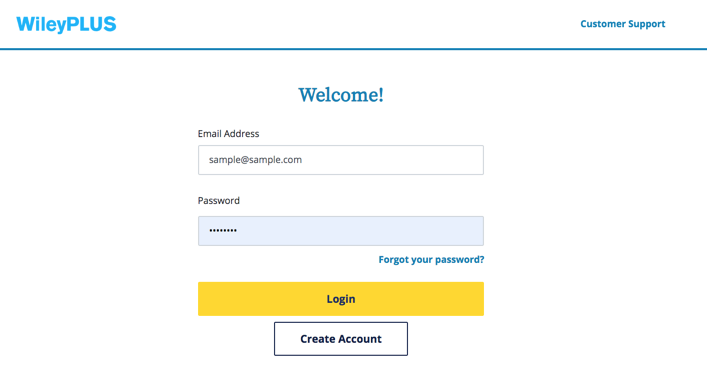 WileyPLUS
Customer Support
Welcome!
Email Address
sample@sample.com
Password
••••••••
Forgot your password?
Login
Create Account